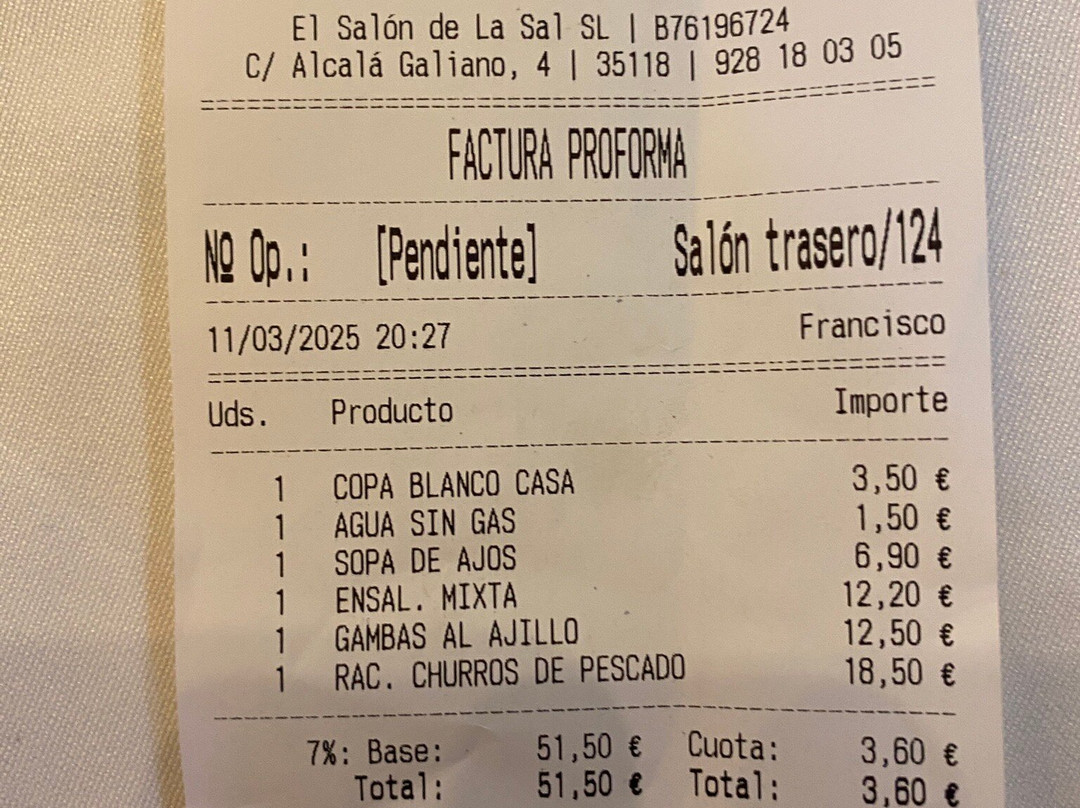 El Salón de La Sal SL | B76196724
C/ Alcalá Galiano, 4 | 35118 | 928 18 03 05
FACTURA PROFORMA
Nº Op.: [Pendiente] Salón trasero/124
11/03/2025 20:27 Francisco
Uds. Producto Importe
1 COPA BLANCO CASA 3,50 €
1 AGUA SIN GAS 1,50 €
1 SOPA DE AJOS 6,90 €
1 ENSAL. MIXTA 12,20 €
1 GAMBAS AL AJILLO 12,50 €
1 RAC. CHURROS DE PESCADO 18,50 €
7%: Base: 51,50 € Cuota: 3,60 €
Total: 51,50 € Total: 3,60 €